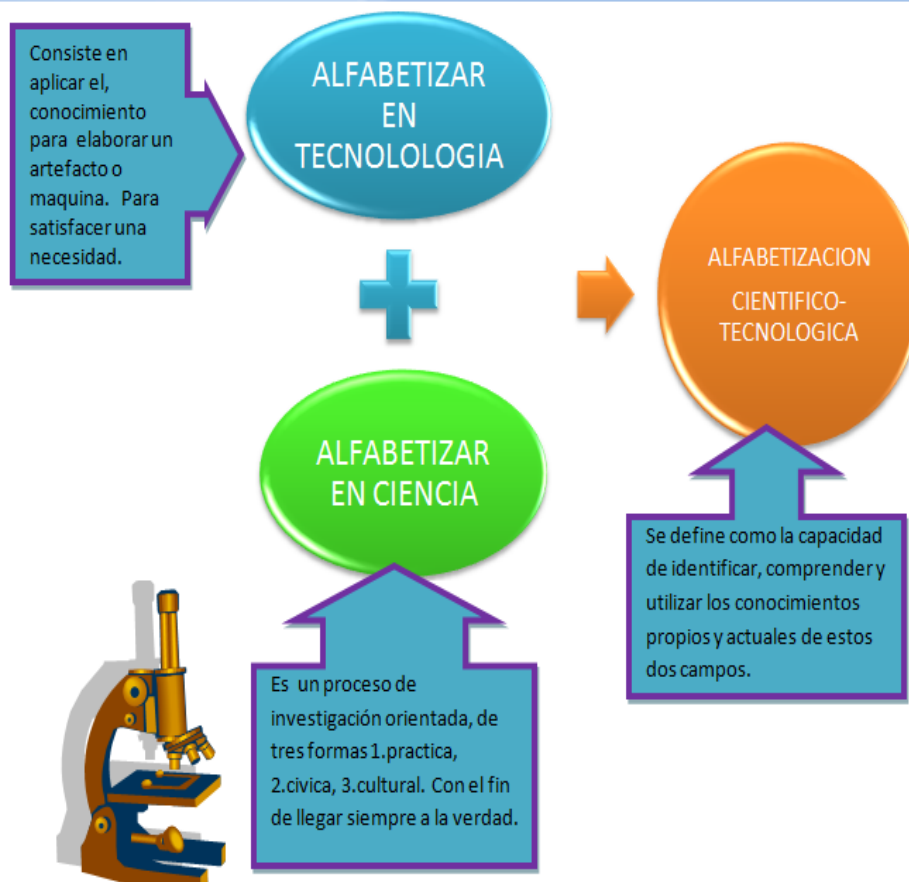 Consiste en
aplicar el,
conocimiento
para elaborar un
artefacto o
maquina. Para
satisfacer una
necesidad.
ALFABETIZAR
EN
TECNOLOLOGIA
ALFABETIZACION
CIENTIFICO-
TECNOLOGICA
ALFABETIZAR
EN CIENCIA
Se define como la capacidad
de identificar, comprender y
utilizar los conocimientos
propios y actuales de estos
dos campos.
Es un proceso de
investigación orientada, de
tres formas 1.practica,
2.civica, 3.cultural. Con el fin
de llegar siempre a la verdad.